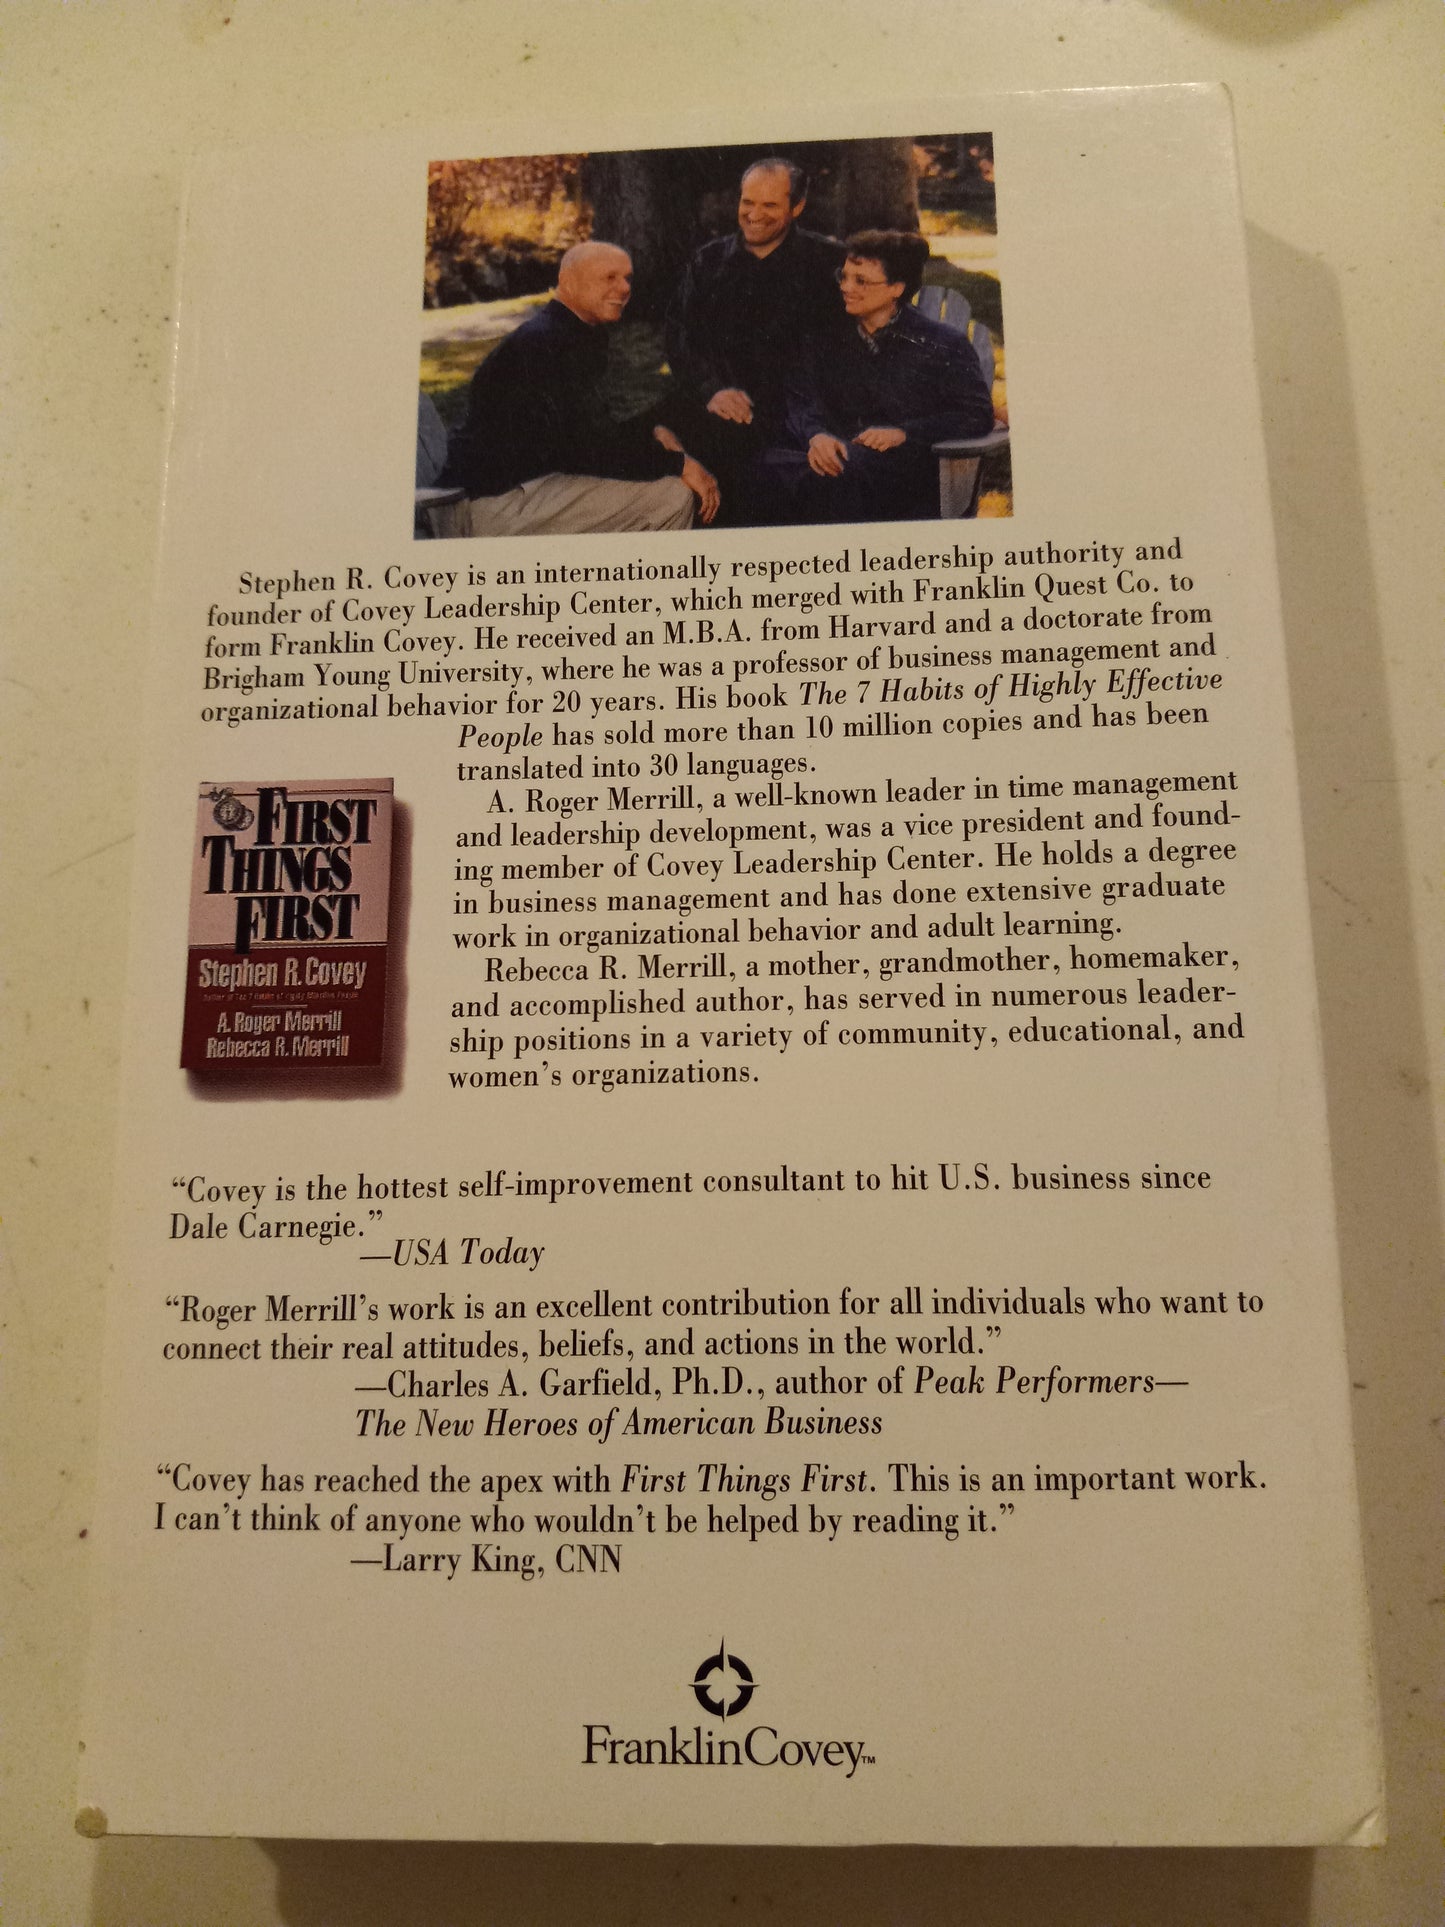 Stephen R. Covey is an internationally respected leadership authority and
founder of Covey Leadership Center, which merged with Franklin Quest Co. to
form Franklin Covey. He received an M.B.A. from Harvard and a doctorate from
Brigham Young University, where he was a professor of business management and
organizational behavior for 20 years. His book The 7 Habits of Highly Effective
People has sold more than 10 million copies and has been
translated into 30 languages.
A. Roger Merrill, a well-known leader in time management
and leadership development, was a vice president and found-
ing member of Covey Leadership Center. He holds a degree
in business management and has done extensive graduate
work in organizational behavior and adult learning.
Rebecca R. Merrill, a mother, grandmother, homemaker,
and accomplished author, has served in numerous leader-
ship positions in a variety of community, educational, and
women's organizations.
FIRST
THINGS
FIRST
Stephen R. Covey
Author of The 7 Habits of Highly Effective People
A. Roger Merrill
Rebecca R. Merrill
“Covey is the hottest self-improvement consultant to hit U.S. business since
Dale Carnegie.”
—USA Today
“Roger Merrill's work is an excellent contribution for all individuals who want to
connect their real attitudes, beliefs, and actions in the world.”
—Charles A. Garfield, Ph.D., author of Peak Performers—
The New Heroes of American Business
“Covey has reached the apex with First Things First. This is an important work.
I can't think of anyone who wouldn't be helped by reading it.”
—Larry King, CNN
FranklinCovey™